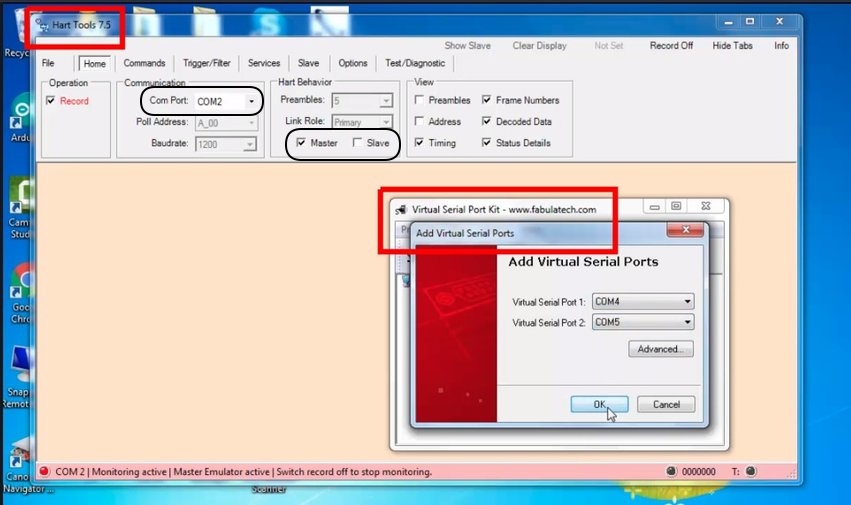 Hart Tools 7.5
Recyc
Show Slave Clear Display Not Set Record Off Hide Tabs Info
File Home Commands Trigger/Filter Services Slave Options Test/Diagnostic
Operation Communication Hart Behavior View
Record Com Port: COM2 Preambles: 5 Preambles Frame Numbers
Poll Address: A_00 Link Role: Primary Address Decoded Data
Baudrate: 1200 Master Slave Timing Status Details
Ardu
Cam
Stud
Goo
Chro
Snap
Remot
Cano
Navigator ...
Virtual Serial Port Kit - www.fabulatech.com
Add Virtual Serial Ports
Add Virtual Serial Ports
Virtual Serial Port 1: COM4
Virtual Serial Port 2: COM5
Advanced...
OK Cancel
COM 2 | Monitoring active | Master Emulator active | Switch record off to stop monitoring. 0000000 T:
Scanner